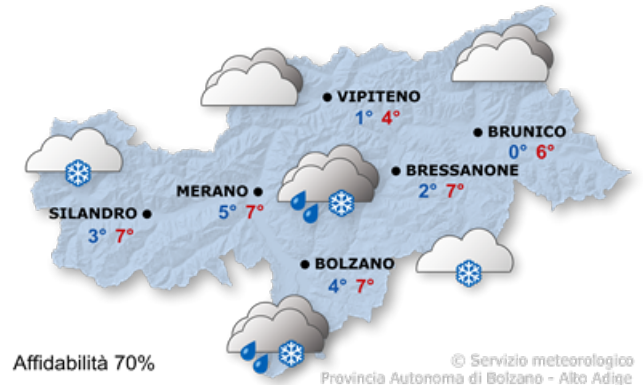 VIPITENO
1° 4°
BRUNICO
0° 6°
BRESSANONE
2° 7°
MERANO
5° 7°
SILANDRO
3° 7°
BOLZANO
4° 7°
Affidabilità 70%
© Servizio meteorologico
Provincia Autonoma di Bolzano - Alto Adige